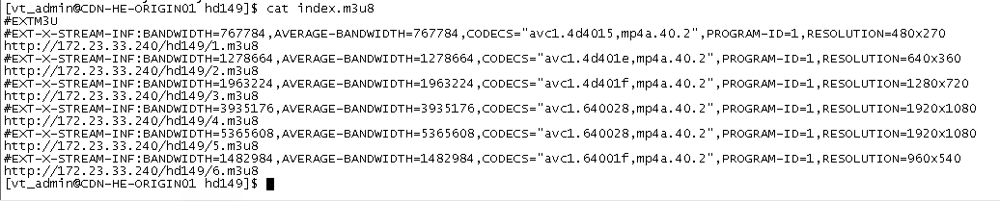 [vt_admin@CDN-HE-ORIGIN01 hd149]$ cat index.m3u8
#EXTM3U
#EXT-X-STREAM-INF:BANDWIDTH=767784,AVERAGE-BANDWIDTH=767784,CODECS="avc1.4d4015,mp4a.40.2",PROGRAM-ID=1,RESOLUTION=480x270
http://172.23.33.240/hd149/1.m3u8
#EXT-X-STREAM-INF:BANDWIDTH=1278664,AVERAGE-BANDWIDTH=1278664,CODECS="avc1.4d401e,mp4a.40.2",PROGRAM-ID=1,RESOLUTION=640x360
http://172.23.33.240/hd149/2.m3u8
#EXT-X-STREAM-INF:BANDWIDTH=1963224,AVERAGE-BANDWIDTH=1963224,CODECS="avc1.4d401f,mp4a.40.2",PROGRAM-ID=1,RESOLUTION=1280x720
http://172.23.33.240/hd149/3.m3u8
#EXT-X-STREAM-INF:BANDWIDTH=3935176,AVERAGE-BANDWIDTH=3935176,CODECS="avc1.640028,mp4a.40.2",PROGRAM-ID=1,RESOLUTION=1920x1080
http://172.23.33.240/hd149/4.m3u8
#EXT-X-STREAM-INF:BANDWIDTH=5365608,AVERAGE-BANDWIDTH=5365608,CODECS="avc1.640028,mp4a.40.2",PROGRAM-ID=1,RESOLUTION=1920x1080
http://172.23.33.240/hd149/5.m3u8
#EXT-X-STREAM-INF:BANDWIDTH=1482984,AVERAGE-BANDWIDTH=1482984,CODECS="avc1.64001f,mp4a.40.2",PROGRAM-ID=1,RESOLUTION=960x540
http://172.23.33.240/hd149/6.m3u8
[vt_admin@CDN-HE-ORIGIN01 hd149]$